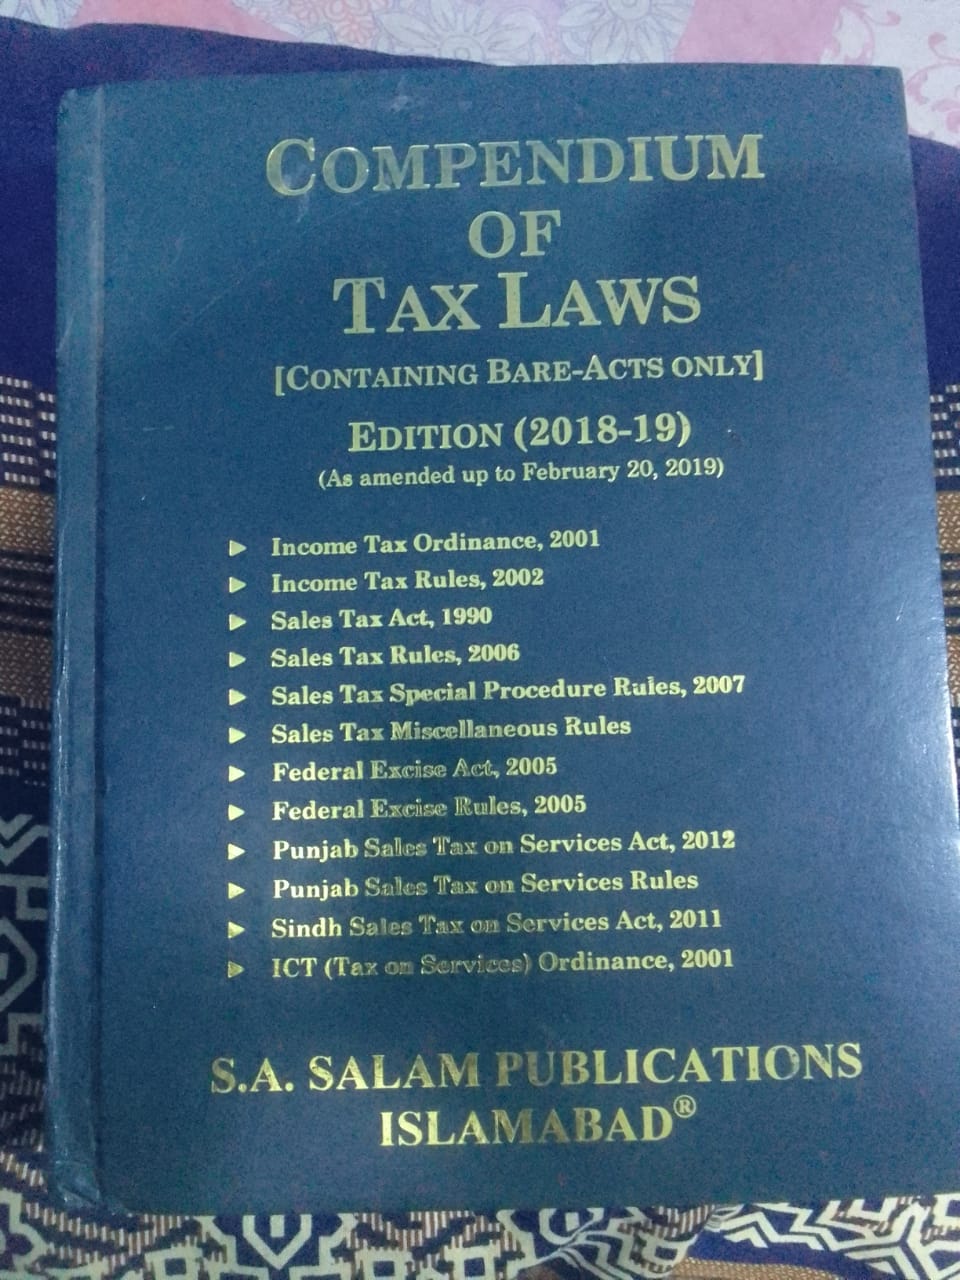 COMPENDIUM
OF
TAX LAWS
[CONTAINING BARE-ACTS ONLY]
EDITION (2018-19)
(As amended up to February 20, 2019)
▶ Income Tax Ordinance, 2001
▶ Income Tax Rules, 2002
▶ Sales Tax Act, 1990
▶ Sales Tax Rules, 2006
▶ Sales Tax Special Procedure Rules, 2007
▶ Sales Tax Miscellaneous Rules
▶ Federal Excise Act, 2005
▶ Federal Excise Rules, 2005
▶ Punjab Sales Tax on Services Act, 2012
▶ Punjab Sales Tax on Services Rules
▶ Sindh Sales Tax on Services Act, 2011
▶ ICT (Tax on Services) Ordinance, 2001
S.A. SALAM PUBLICATIONS
ISLAMABAD®